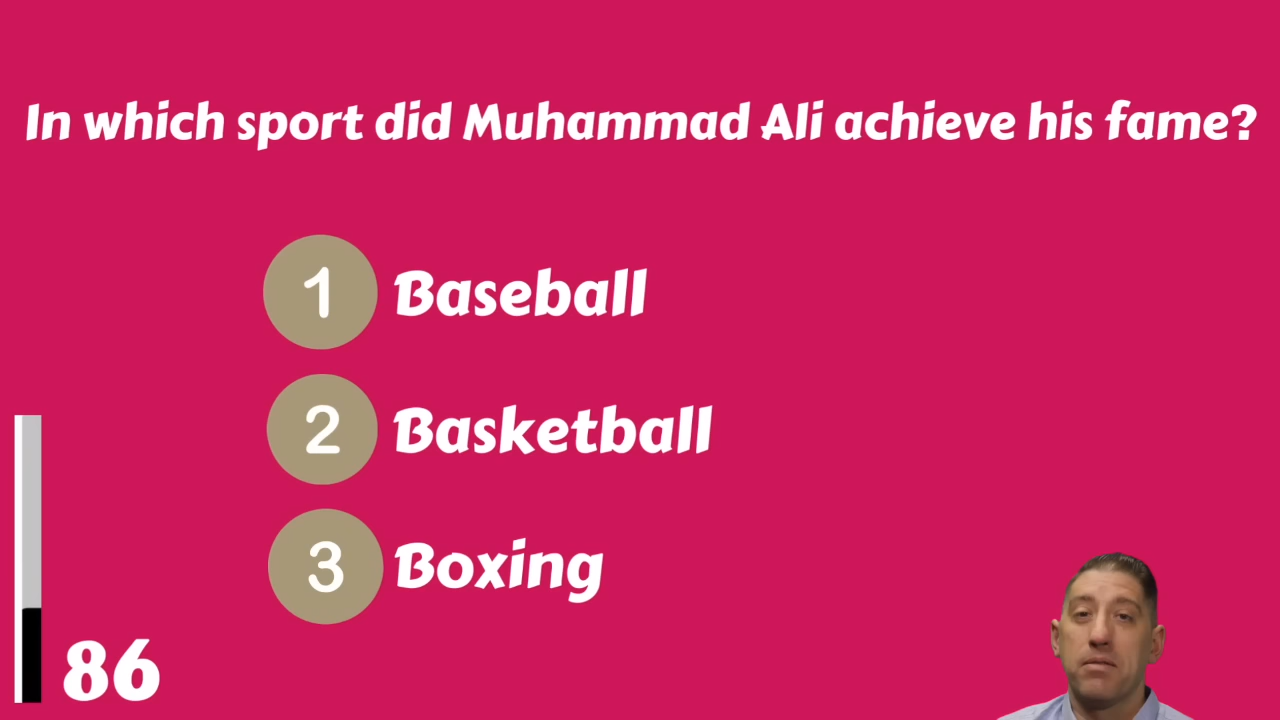 In which sport did Muhammad Ali achieve his fame?
1 Baseball
2 Basketball
3 Boxing
86